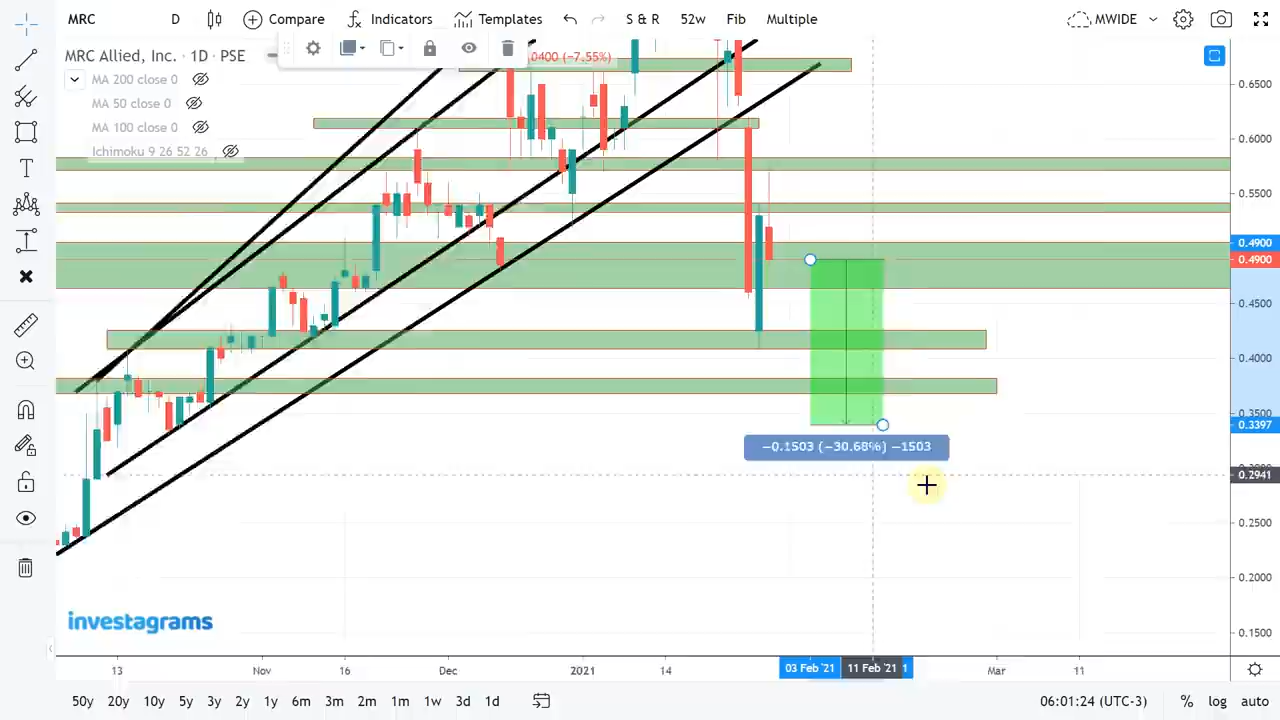 MRC D Compare Indicators Templates S & R 52w Fib Multiple MWIDE
MRC Allied, Inc. · 1D · PSE
0400 (−7.55%)
MA 200 close 0
MA 50 close 0
MA 100 close 0
Ichimoku 9 26 52 26
0.6500
0.6000
0.5500
0.4900
0.4900
0.4500
0.4000
0.3500
0.3397
−0.1503 (−30.68%) −1503
0.2941
0.2500
0.2000
0.1500
investagrams
13 Nov 16 Dec 2021 14 03 Feb '21 11 Feb '21 1 Mar 11
50y 20y 10y 5y 3y 2y 1y 6m 3m 2m 1m 1w 3d 1d 06:01:24 (UTC-3) % log auto